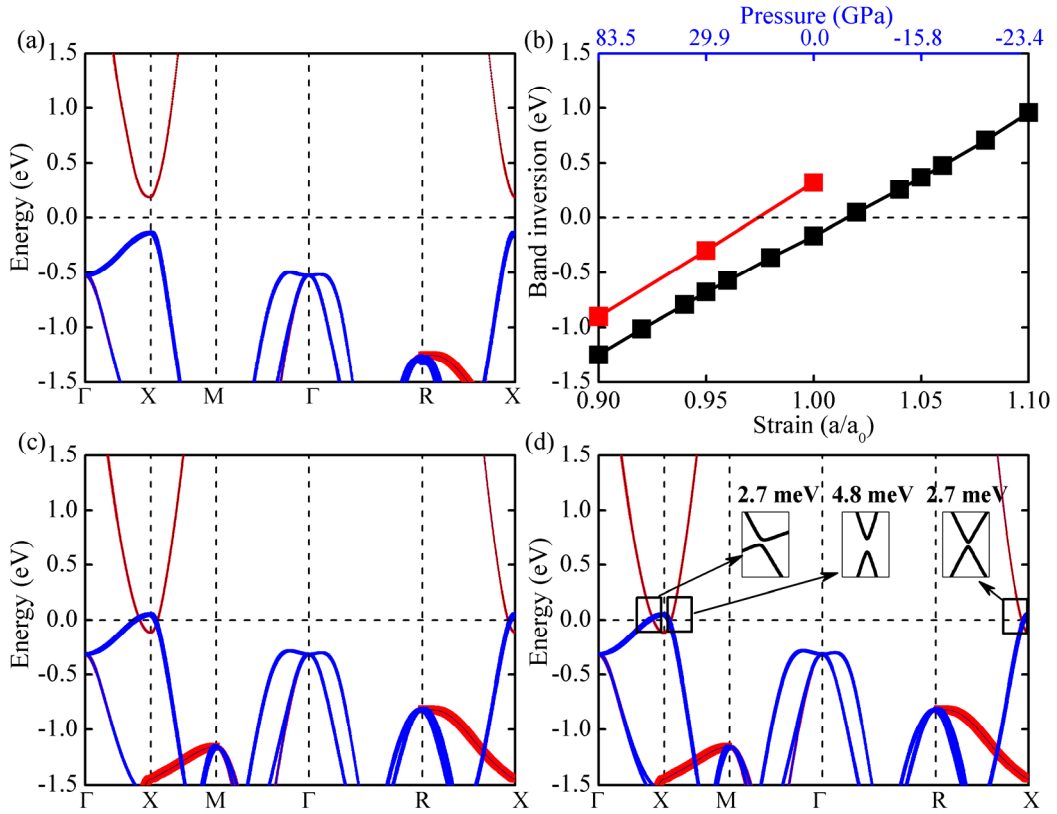 Pressure (GPa)
(a)
83.5 29.9 0.0 -15.8 -23.4
(b)
1.5
1.0
0.5
0.0
-0.5
-1.0
-1.5
Energy (eV)
Γ X M Γ R X
1.5
1.0
0.5
0.0
-0.5
-1.0
-1.5
Band inversion (eV)
0.90 0.95 1.00 1.05 1.10
Strain (a/a₀)
(c)
1.5
1.0
0.5
0.0
-0.5
-1.0
-1.5
Energy (eV)
Γ X M Γ R X
(d)
1.5
1.0
0.5
0.0
-0.5
-1.0
-1.5
Energy (eV)
2.7 meV 4.8 meV 2.7 meV
Γ X M Γ R X